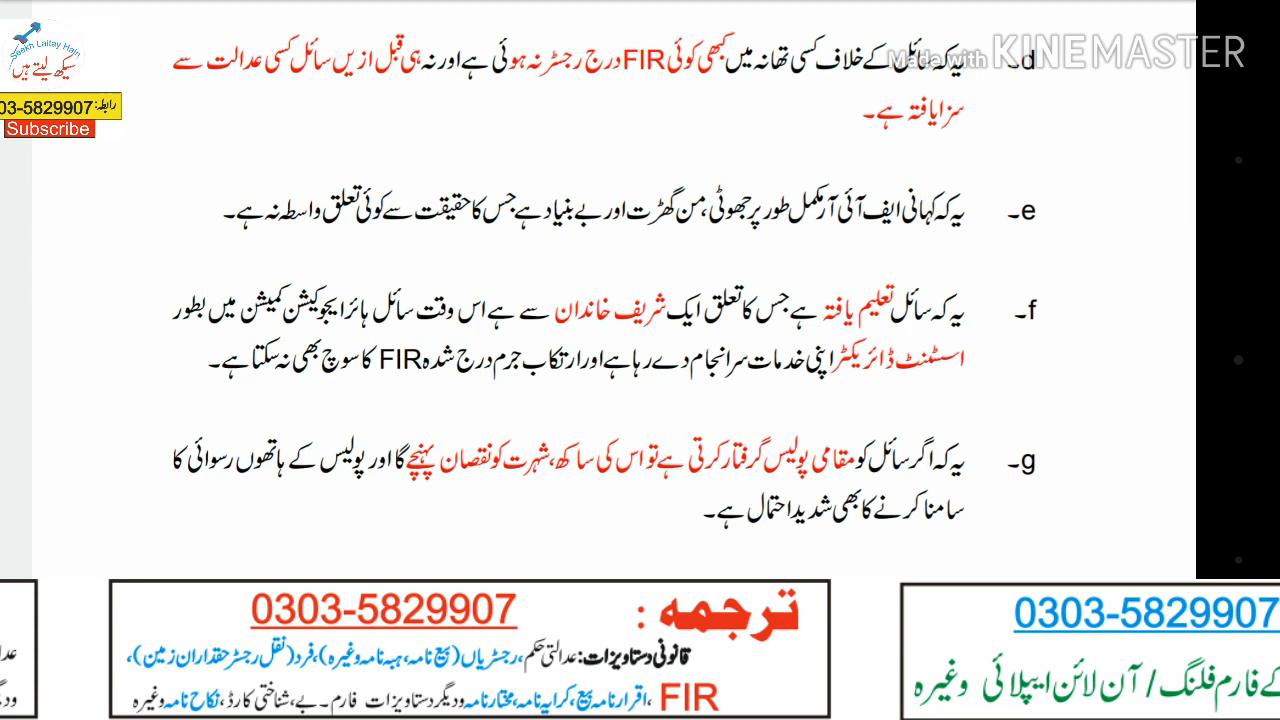 Seekh Laitay Hain
سیکھ لیتے ہیں
رابطہ: 03-5829907
Subscribe
Made with KINEMASTER
d۔ یہ کہ سائل کے خلاف کسی تھانہ میں کبھی کوئی FIR درج رجسٹر نہ ہوئی ہے اور نہ ہی قبل ازیں سائل کسی عدالت سے
سزا یافتہ ہے۔
e۔ یہ کہ کہانی ایف آئی آر مکمل طور پر جھوٹی، من گھڑت اور بے بنیاد ہے جس کا حقیقت سے کوئی تعلق واسطہ نہ ہے۔
f۔ یہ کہ سائل تعلیم یافتہ ہے جس کا تعلق ایک شریف خاندان سے ہے اس وقت سائل ہائر ایجوکیشن کمیشن میں بطور
اسسٹنٹ ڈائریکٹر اپنی خدمات سرانجام دے رہا ہے اور ارتکاب جرم درج شدہ FIR کا سوچ بھی نہ سکتا ہے۔
g۔ یہ کہ اگر سائل کو مقامی پولیس گرفتار کرتی ہے تو اس کی ساکھ، شہرت کو نقصان پہنچے گا اور پولیس کے ہاتھوں رسوائی کا
سامنا کرنے کا بھی شدید احتمال ہے۔
ترجمہ : 0303-5829907
قانونی دستاویزات: عدالتی حکم، رجسٹریاں (بیع نامہ، ہبہ نامہ وغیرہ)، فرد (نقل رجسٹر حقداران زمین)،
FIR، اقرار نامہ بیع، کرایہ نامہ، مختار نامہ ودیگر دستاویزات فارم۔بے، شناختی کارڈ، نکاح نامہ وغیرہ
0303-5829907
کے فارم فلنگ / آن لائن ایپلائی وغیرہ